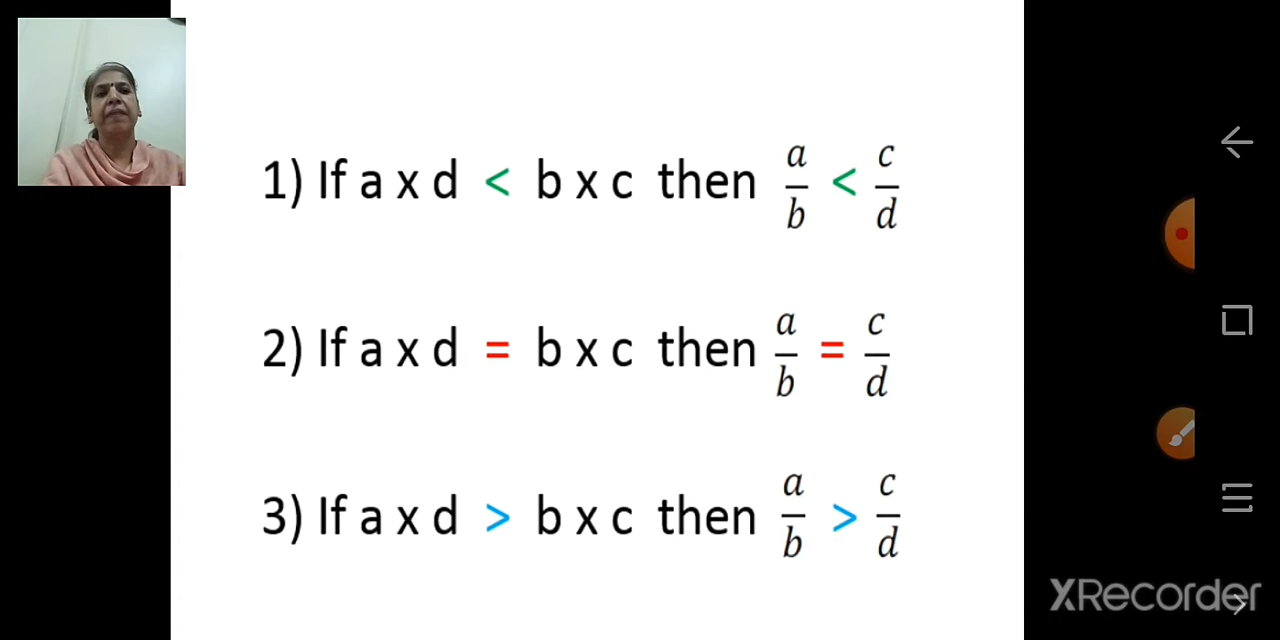 1) If a x d < b x c then a/b < c/d
2) If a x d = b x c then a/b = c/d
3) If a x d > b x c then a/b > c/d
XRecorder